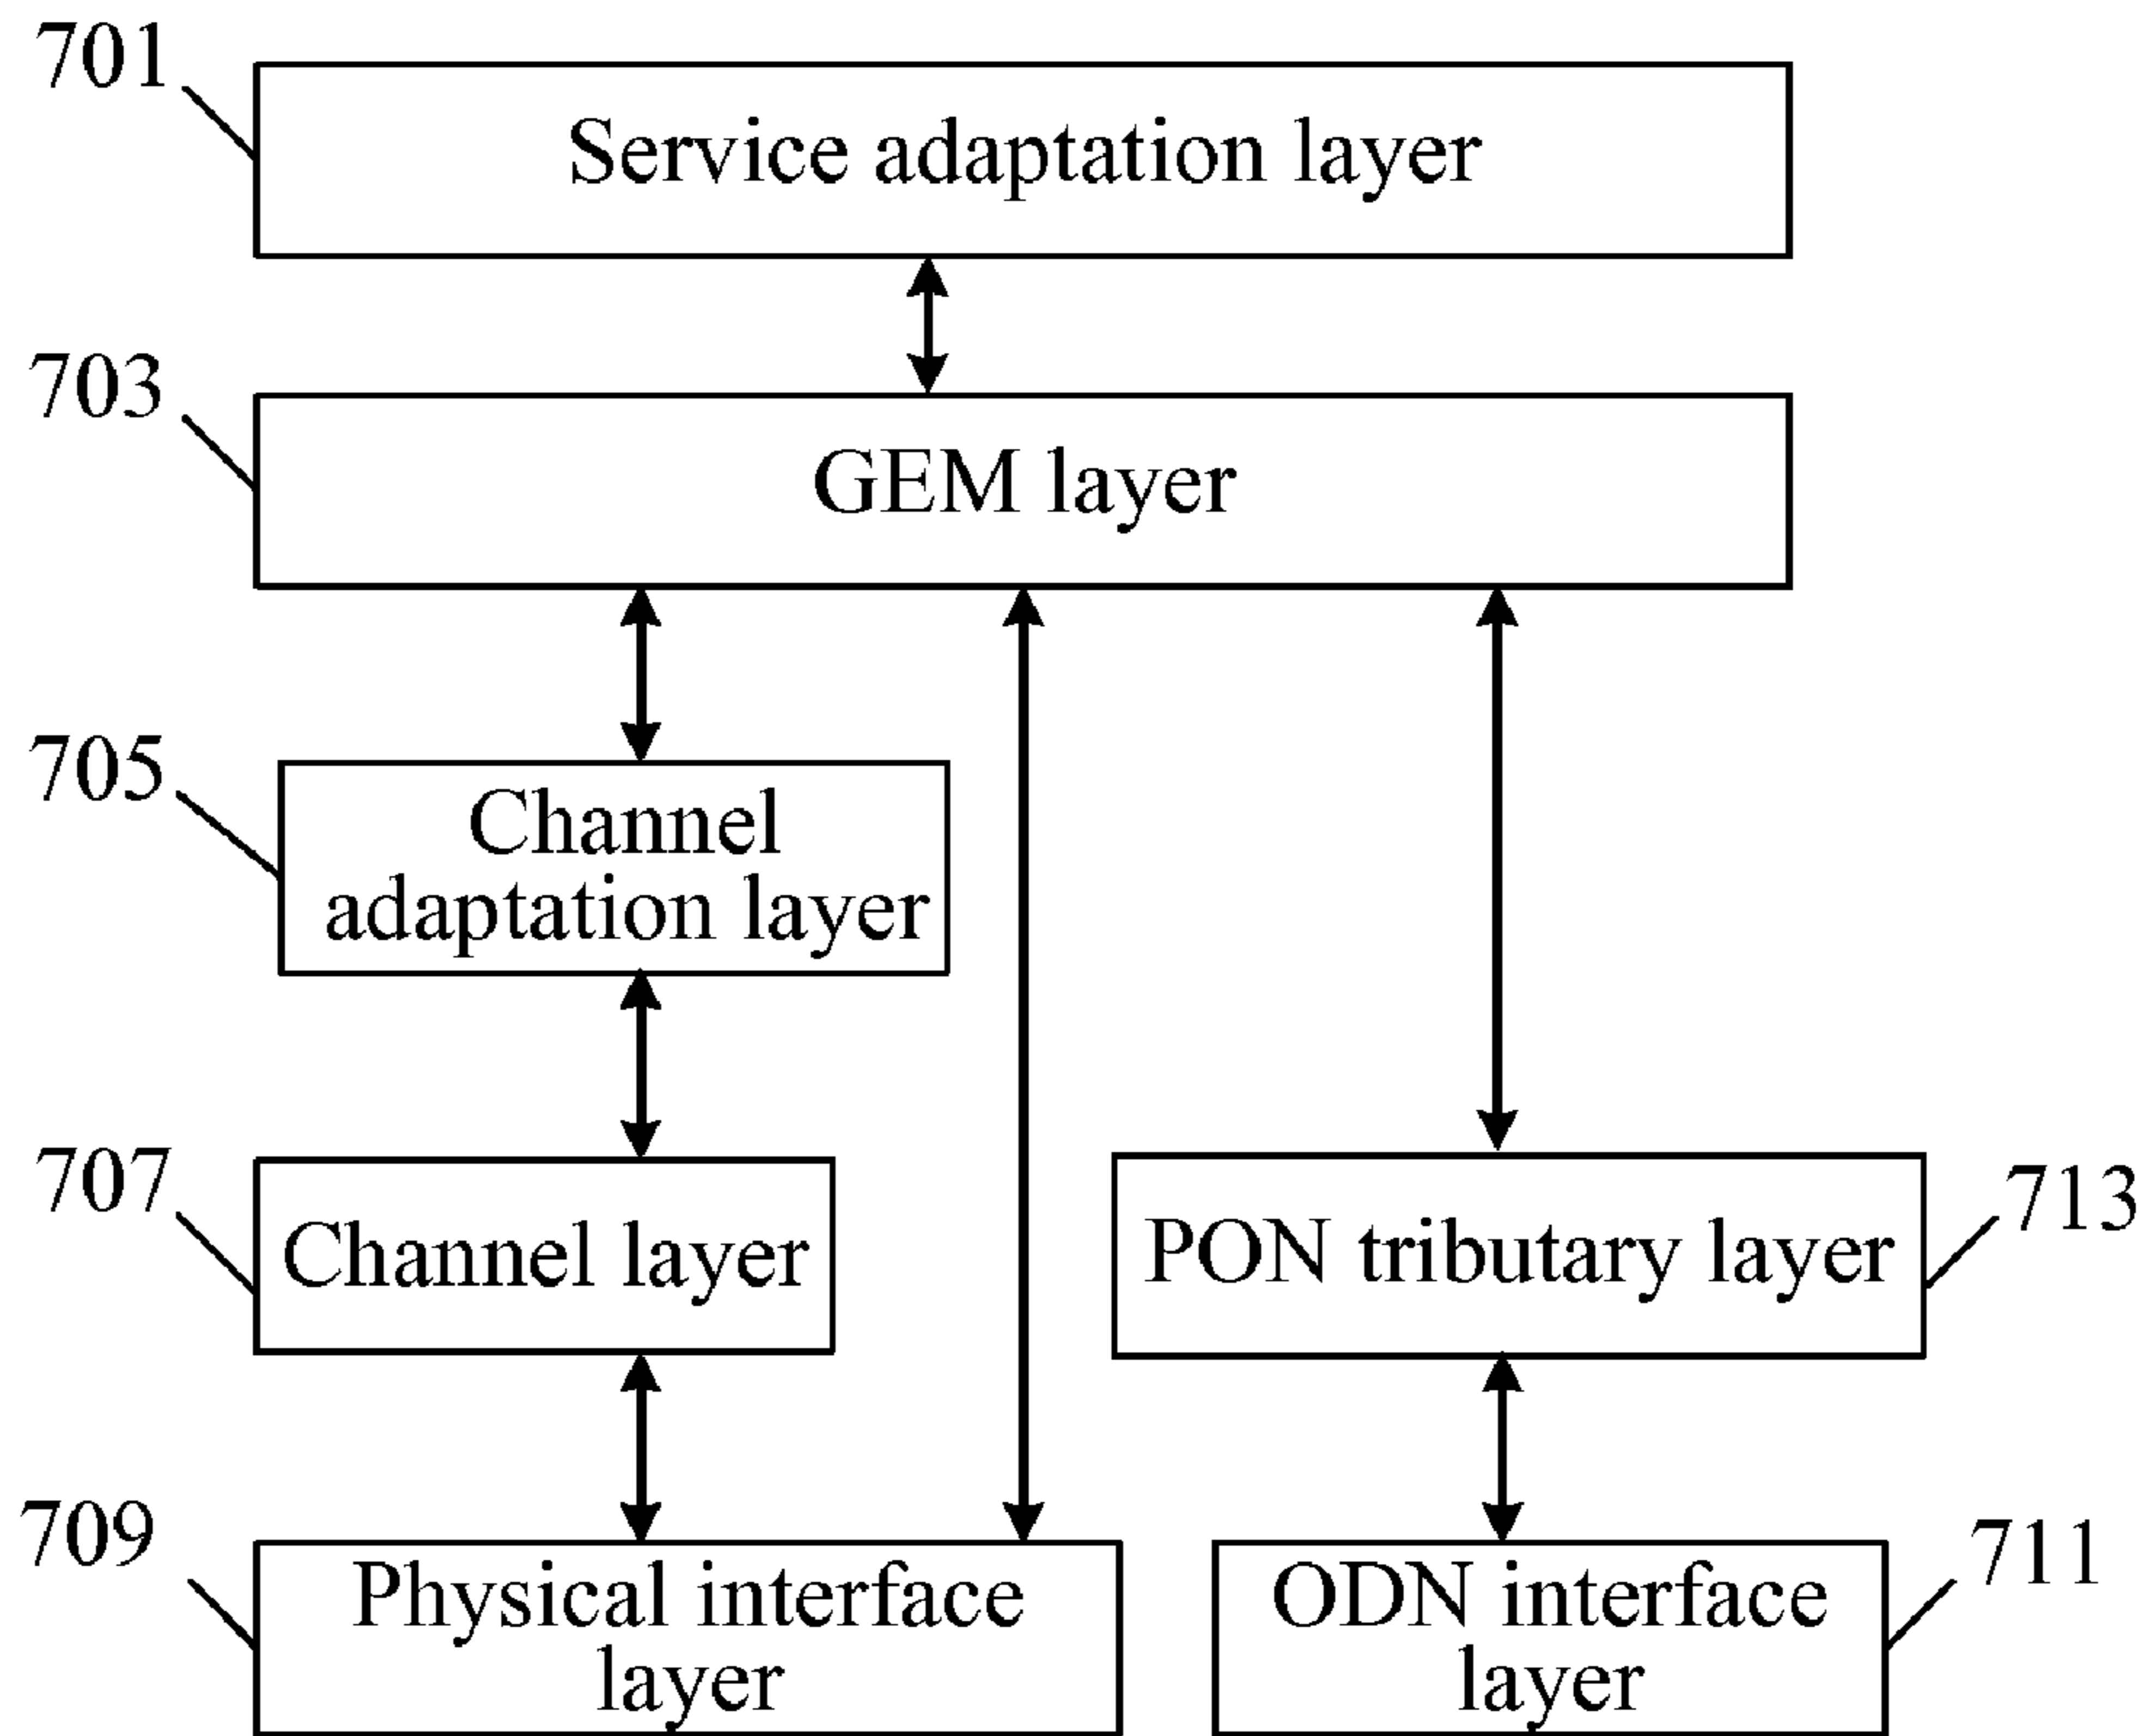 701
Service adaptation layer
703
GEM layer
705
Channel
adaptation layer
707
Channel layer
PON tributary layer
713
709
Physical interface
layer
ODN interface
layer
711